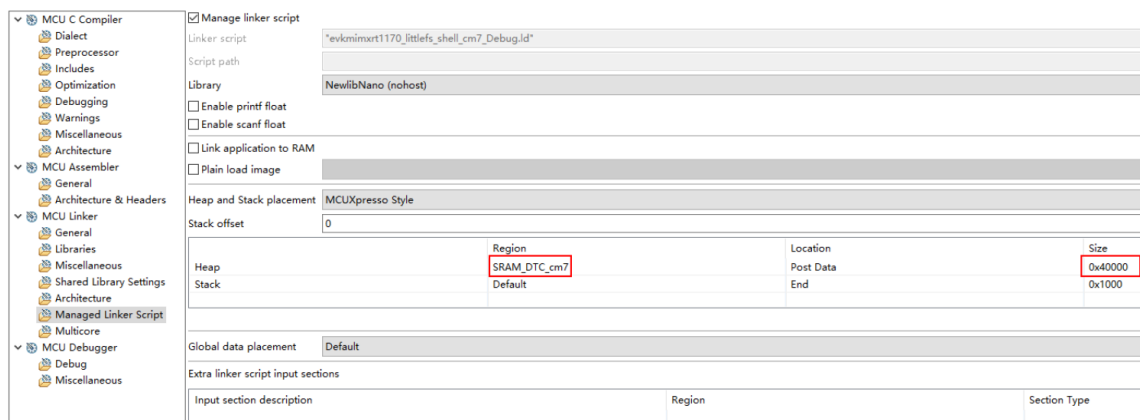 MCU C Compiler
Dialect
Preprocessor
Includes
Optimization
Debugging
Warnings
Miscellaneous
Architecture
MCU Assembler
General
Architecture & Headers
MCU Linker
General
Libraries
Miscellaneous
Shared Library Settings
Architecture
Managed Linker Script
Multicore
MCU Debugger
Debug
Miscellaneous
Manage linker script
Linker script "evkmimxrt1170_littlefs_shell_cm7_Debug.ld"
Script path
Library NewlibNano (nohost)
Enable printf float
Enable scanf float
Link application to RAM
Plain load image
Heap and Stack placement MCUXpresso Style
Stack offset 0
Region Location Size
Heap SRAM_DTC_cm7 Post Data 0x40000
Stack Default End 0x1000
Global data placement Default
Extra linker script input sections
Input section description Region Section Type